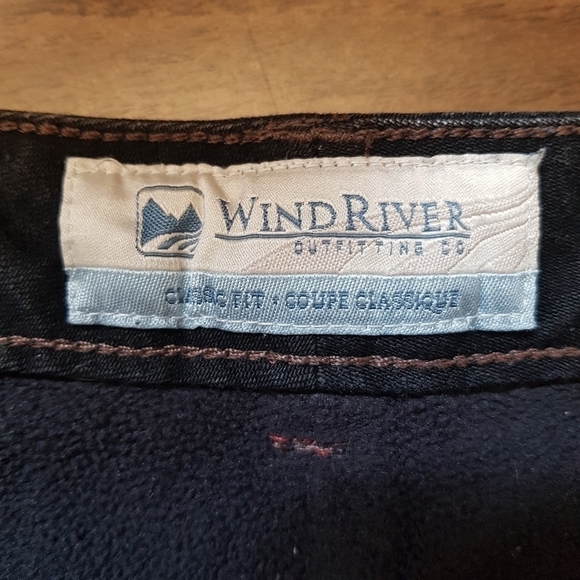 WINDRIVER
OUTFITTING CO
CLASSIC FIT • COUPE CLASSIQUE